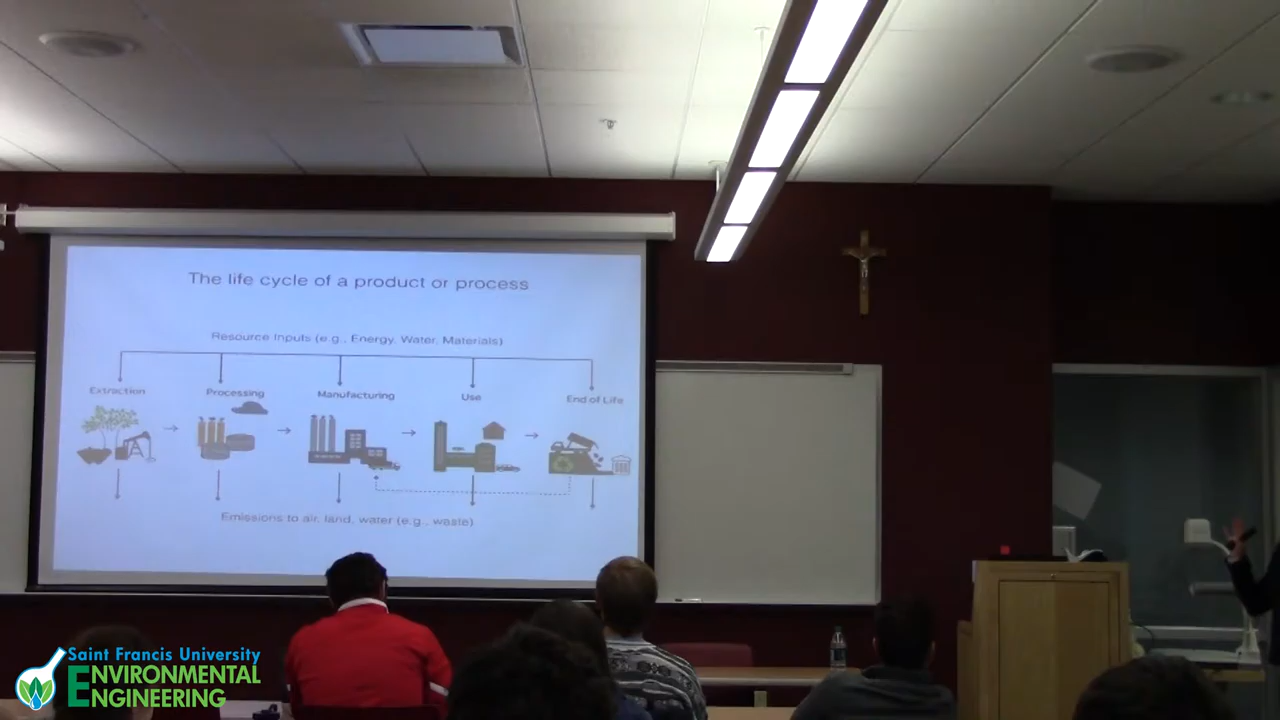 The life cycle of a product or process
Resource Inputs (e.g., Energy, Water, Materials)
Extraction
Processing
Manufacturing
Use
End of Life
Emissions to air, land, water (e.g., waste)
Saint Francis University
ENVIRONMENTAL
ENGINEERING